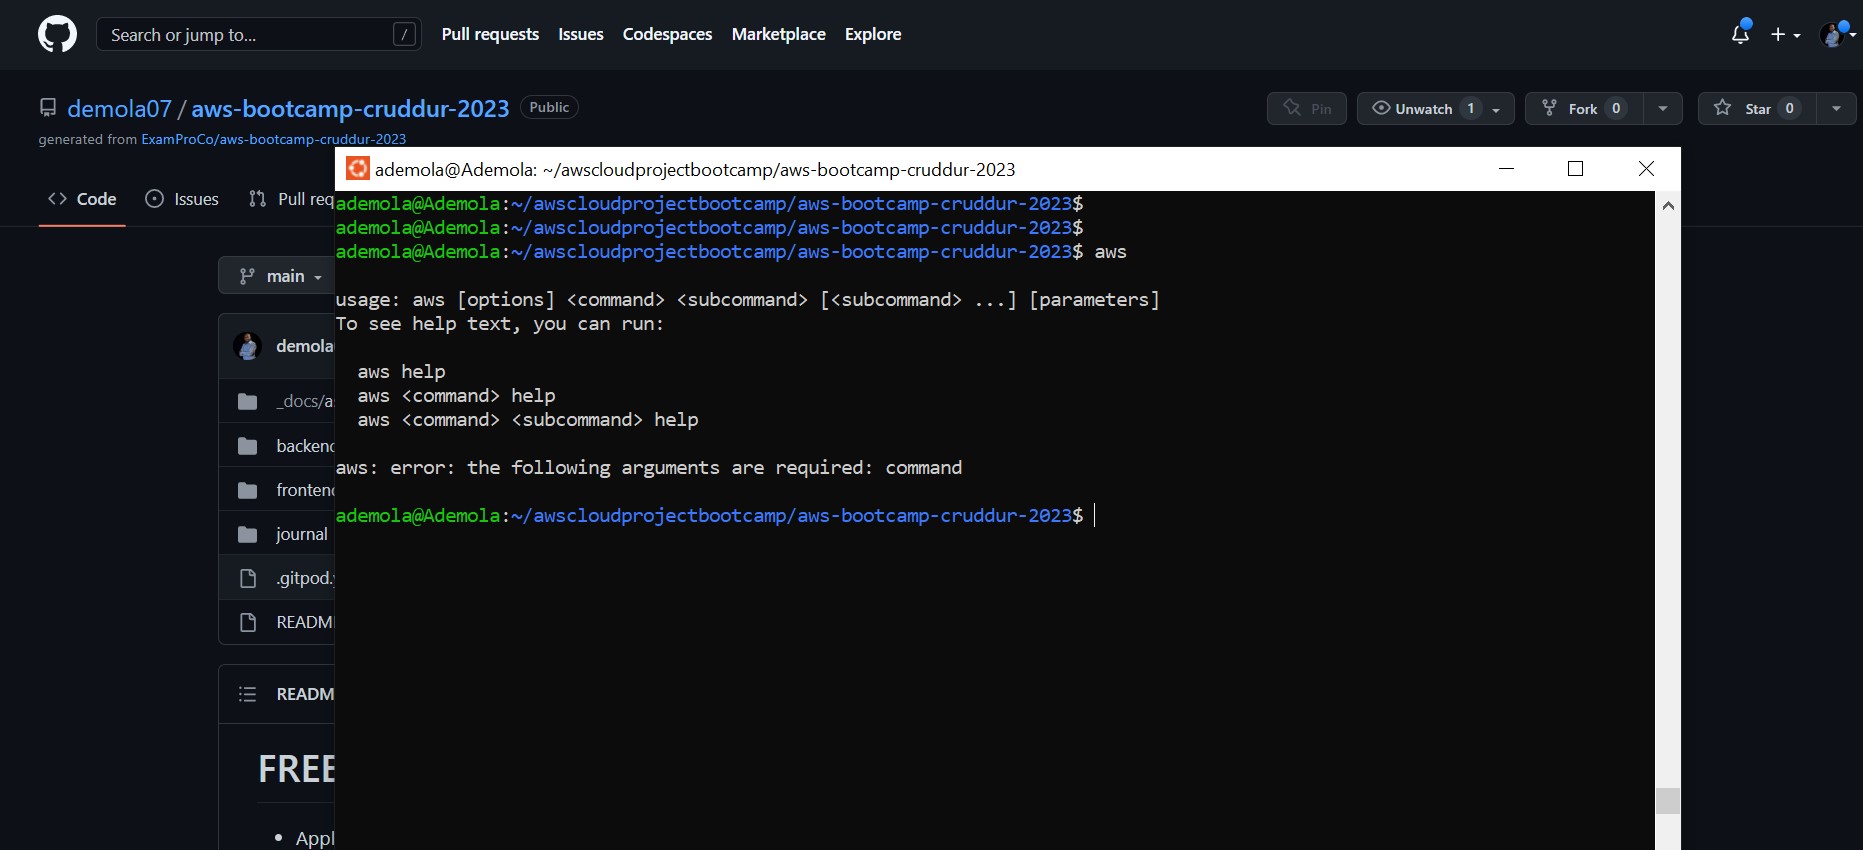 Search or jump to... /
Pull requests Issues Codespaces Marketplace Explore
demola07 / aws-bootcamp-cruddur-2023 Public
Pin Unwatch 1 Fork 0 Star 0
generated from ExamProCo/aws-bootcamp-cruddur-2023
Code Issues Pull req
main
demola
_docs/a
backend
frontend
journal
.gitpod.
READM
READM
FREE
Appl
ademola@Ademola: ~/awscloudprojectbootcamp/aws-bootcamp-cruddur-2023
ademola@Ademola:~/awscloudprojectbootcamp/aws-bootcamp-cruddur-2023$
ademola@Ademola:~/awscloudprojectbootcamp/aws-bootcamp-cruddur-2023$
ademola@Ademola:~/awscloudprojectbootcamp/aws-bootcamp-cruddur-2023$ aws
usage: aws [options] <command> <subcommand> [<subcommand> ...] [parameters]
To see help text, you can run:
aws help
aws <command> help
aws <command> <subcommand> help
aws: error: the following arguments are required: command
ademola@Ademola:~/awscloudprojectbootcamp/aws-bootcamp-cruddur-2023$